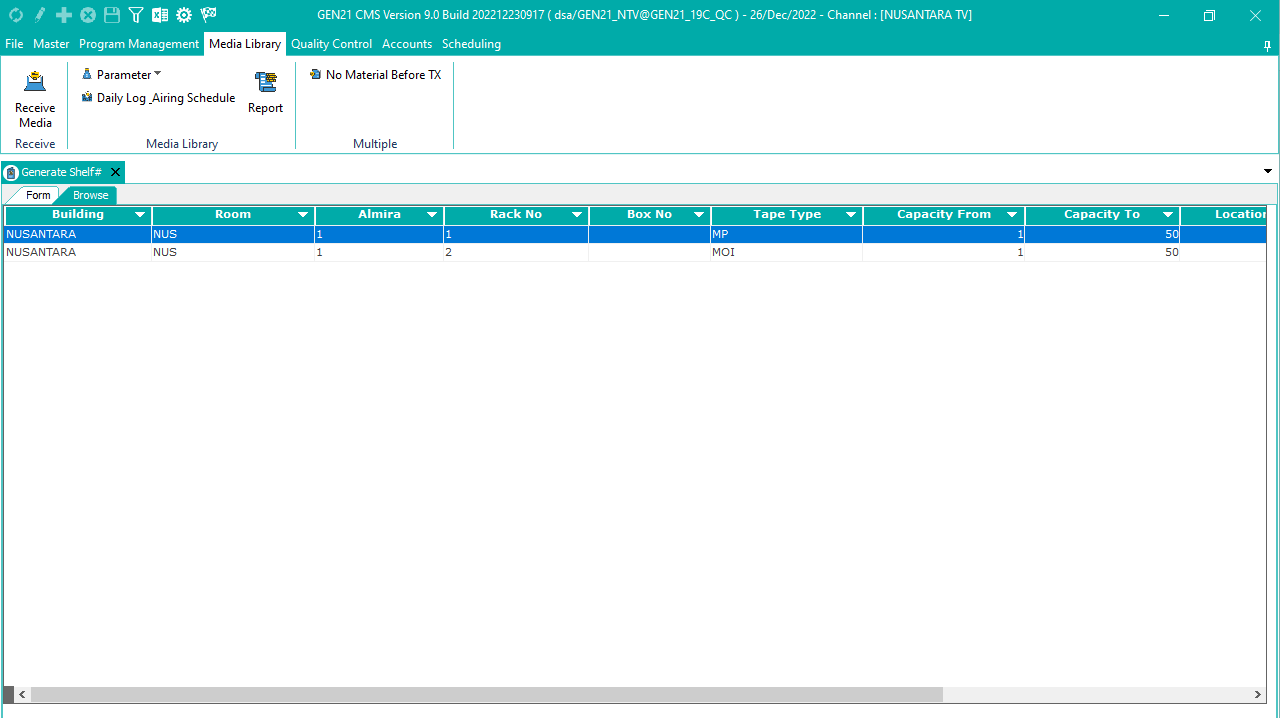 GEN21 CMS Version 9.0 Build 202212230917 ( dsa/GEN21_NTV@GEN21_19C_QC ) - 26/Dec/2022 - Channel : [NUSANTARA TV]
File Master Program Management Media Library Quality Control Accounts Scheduling
Receive Media
Parameter
Daily Log _Airing Schedule
Report
No Material Before TX
Receive Media Library Multiple
Generate Shelf#
Form Browse
Building Room Almira Rack No Box No Tape Type Capacity From Capacity To Location
NUSANTARA NUS 1 1 MP 1 50
NUSANTARA NUS 1 2 MOI 1 50